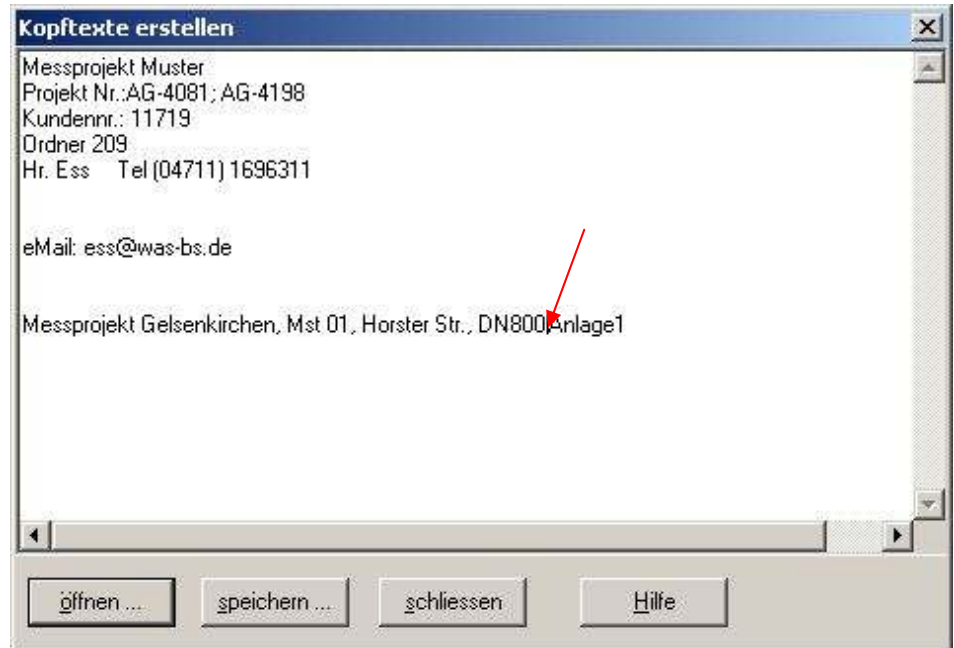 Kopftexte erstellen
Messprojekt Muster
Projekt Nr.:AG-4081; AG-4198
Kundennr.: 11719
Ordner 209
Hr. Ess Tel (04711) 1696311
eMail: ess@was-bs.de
Messprojekt Gelsenkirchen, Mst 01, Horster Str., DN800 Anlage1
öffnen ... speichern ... schliessen Hilfe